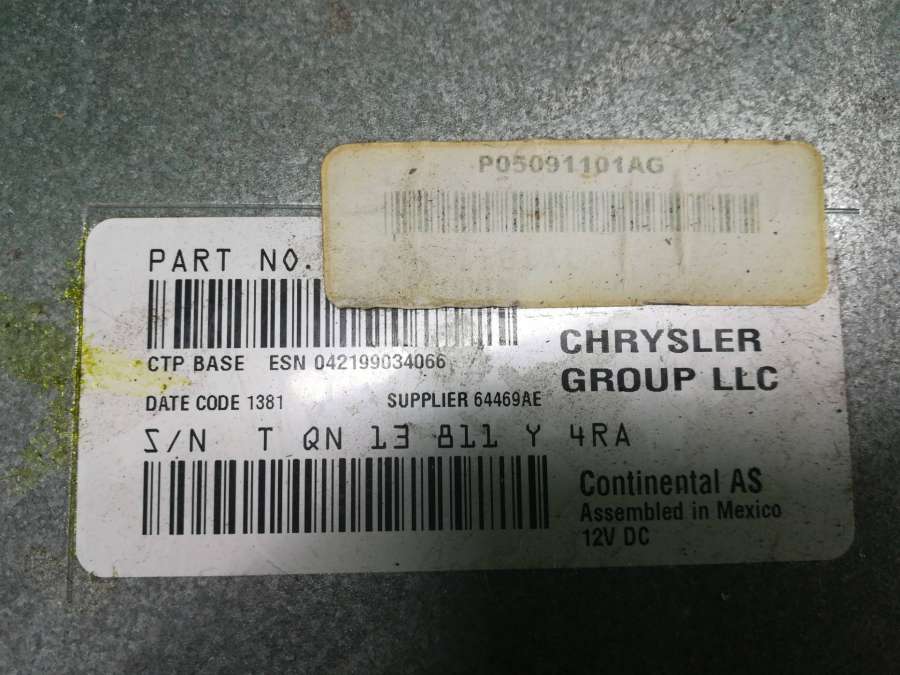 P05091101AG
PART NO.
CTP BASE ESN 042199034066
CHRYSLER
GROUP LLC
DATE CODE 1381 SUPPLIER 64469AE
S/N T QN 13 811 Y 4RA
Continental AS
Assembled in Mexico
12V DC